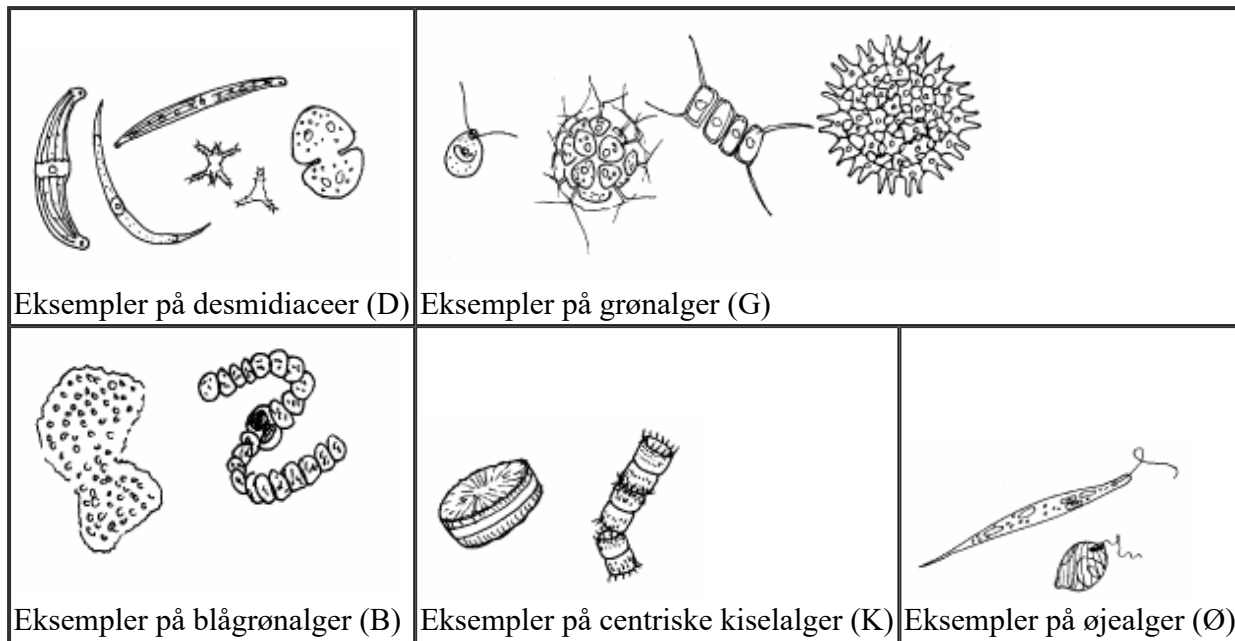 Eksempler på desmidiaceer (D)
Eksempler på grønalger (G)
Eksempler på blågrønalger (B)
Eksempler på centriske kiselalger (K)
Eksempler på øjealger (Ø)